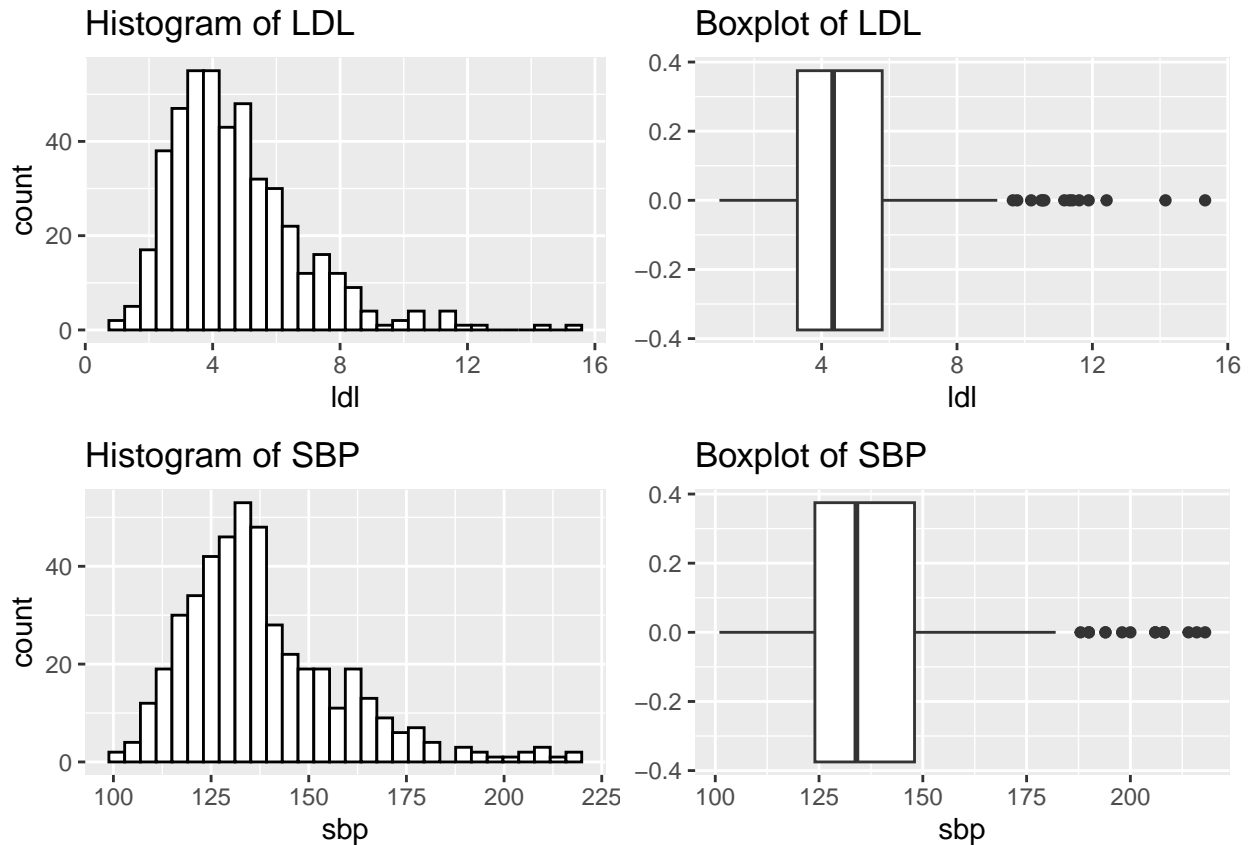 Histogram of LDL
40
20
0
count
0 4 8 12 16
ldl
Boxplot of LDL
0.4
0.2
0.0
−0.2
−0.4
4 8 12 16
ldl
Histogram of SBP
40
20
0
count
100 125 150 175 200 225
sbp
Boxplot of SBP
0.4
0.2
0.0
−0.2
−0.4
100 125 150 175 200
sbp